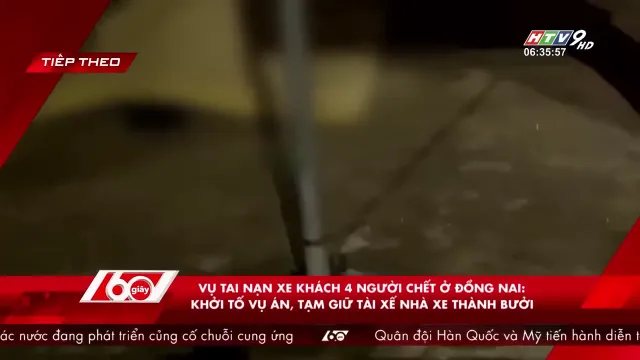 TIẾP THEO
HTV9 HD
06:35:57
60 giây
VỤ TAI NẠN XE KHÁCH 4 NGƯỜI CHẾT Ở ĐỒNG NAI:
KHỞI TỐ VỤ ÁN, TẠM GIỮ TÀI XẾ NHÀ XE THÀNH BƯỞI
ác nước đang phát triển củng cố chuỗi cung ứng 60 Quân đội Hàn Quốc và Mỹ tiến hành diễn t